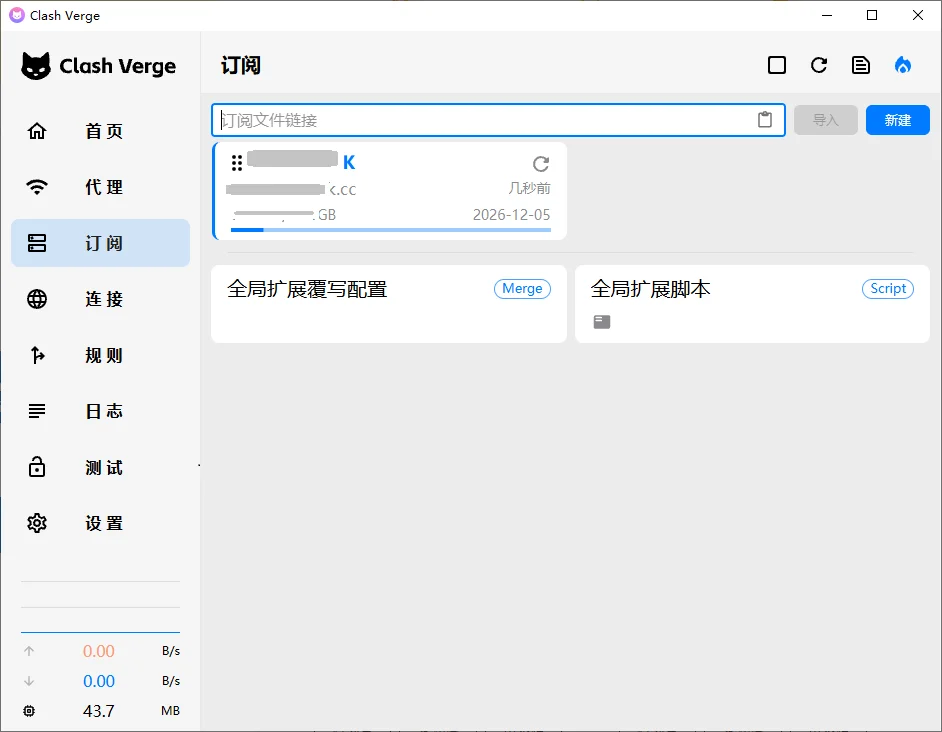 Clash Verge
Clash Verge
订阅
首页
代理
订阅
连接
规则
日志
测试
设置
订阅文件链接
导入
新建
K
k.cc
几秒前
GB
2026-12-05
全局扩展覆写配置
Merge
全局扩展脚本
Script
0.00 B/s
0.00 B/s
43.7 MB